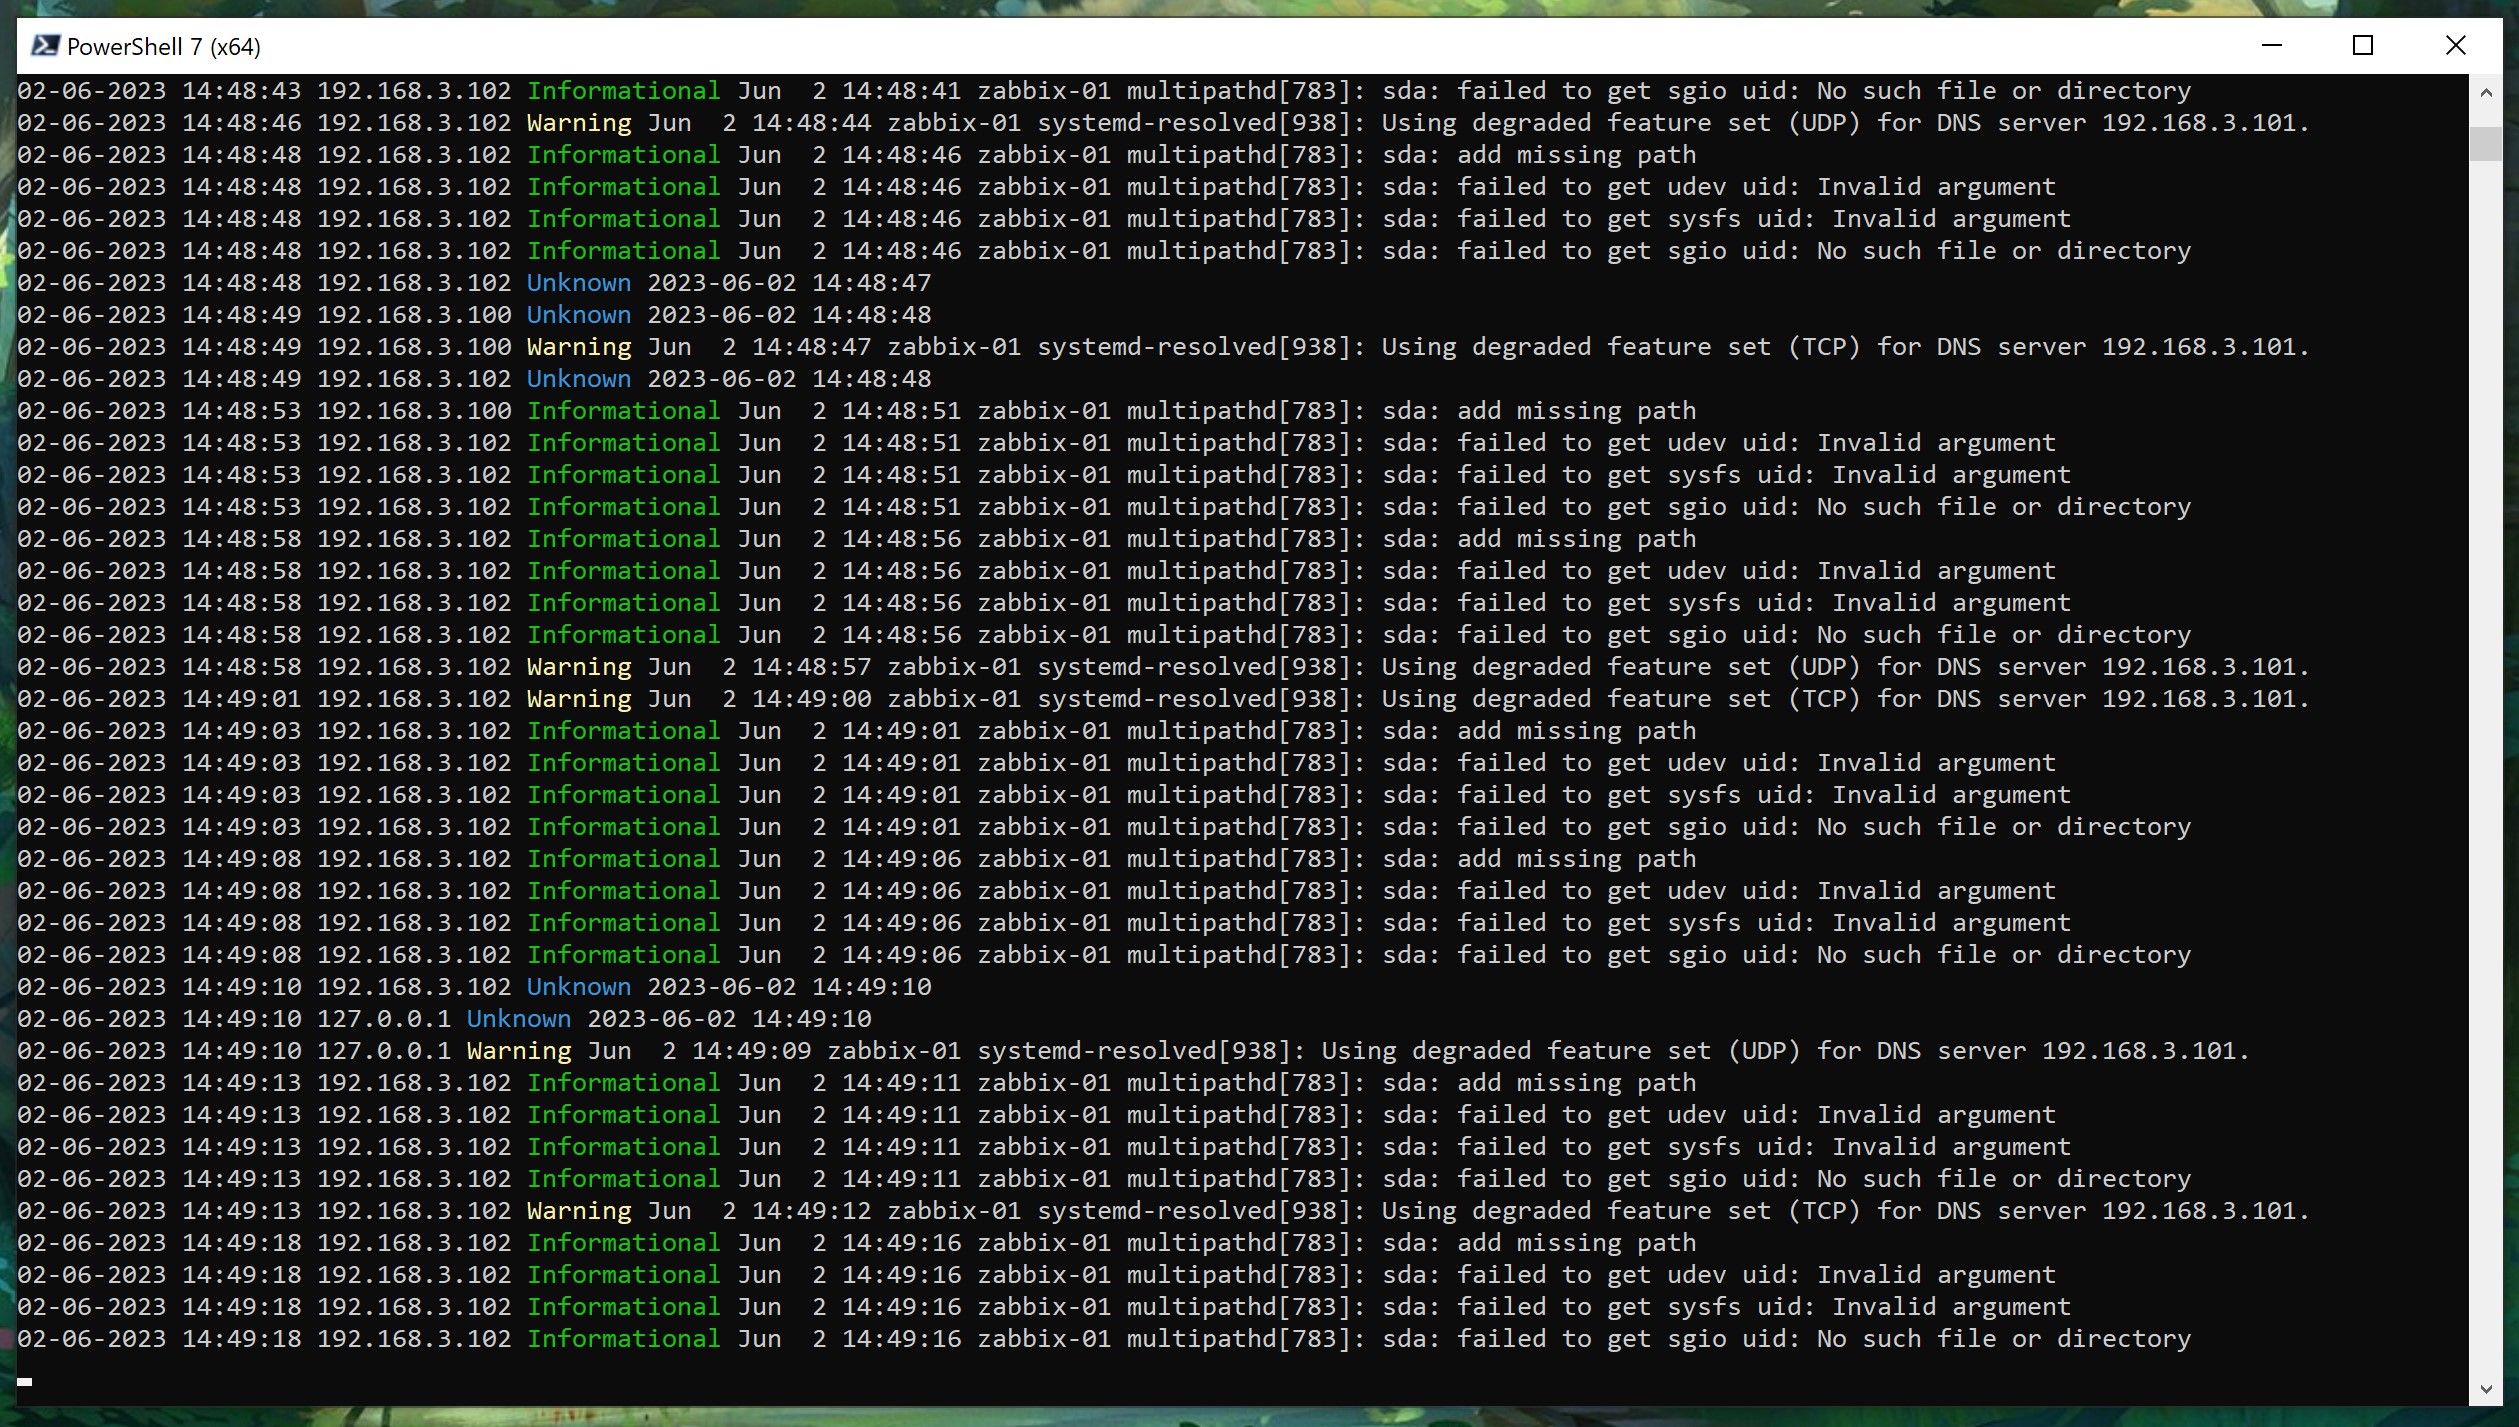 PowerShell 7 (x64)
02-06-2023 14:48:43 192.168.3.102 Informational Jun  2 14:48:41 zabbix-01 multipathd[783]: sda: failed to get sgio uid: No such file or directory
02-06-2023 14:48:46 192.168.3.102 Warning Jun  2 14:48:44 zabbix-01 systemd-resolved[938]: Using degraded feature set (UDP) for DNS server 192.168.3.101.
02-06-2023 14:48:48 192.168.3.102 Informational Jun  2 14:48:46 zabbix-01 multipathd[783]: sda: add missing path
02-06-2023 14:48:48 192.168.3.102 Informational Jun  2 14:48:46 zabbix-01 multipathd[783]: sda: failed to get udev uid: Invalid argument
02-06-2023 14:48:48 192.168.3.102 Informational Jun  2 14:48:46 zabbix-01 multipathd[783]: sda: failed to get sysfs uid: Invalid argument
02-06-2023 14:48:48 192.168.3.102 Informational Jun  2 14:48:46 zabbix-01 multipathd[783]: sda: failed to get sgio uid: No such file or directory
02-06-2023 14:48:48 192.168.3.102 Unknown 2023-06-02 14:48:47
02-06-2023 14:48:49 192.168.3.100 Unknown 2023-06-02 14:48:48
02-06-2023 14:48:49 192.168.3.100 Warning Jun  2 14:48:47 zabbix-01 systemd-resolved[938]: Using degraded feature set (TCP) for DNS server 192.168.3.101.
02-06-2023 14:48:49 192.168.3.102 Unknown 2023-06-02 14:48:48
02-06-2023 14:48:53 192.168.3.100 Informational Jun  2 14:48:51 zabbix-01 multipathd[783]: sda: add missing path
02-06-2023 14:48:53 192.168.3.102 Informational Jun  2 14:48:51 zabbix-01 multipathd[783]: sda: failed to get udev uid: Invalid argument
02-06-2023 14:48:53 192.168.3.102 Informational Jun  2 14:48:51 zabbix-01 multipathd[783]: sda: failed to get sysfs uid: Invalid argument
02-06-2023 14:48:53 192.168.3.102 Informational Jun  2 14:48:51 zabbix-01 multipathd[783]: sda: failed to get sgio uid: No such file or directory
02-06-2023 14:48:58 192.168.3.102 Informational Jun  2 14:48:56 zabbix-01 multipathd[783]: sda: add missing path
02-06-2023 14:48:58 192.168.3.102 Informational Jun  2 14:48:56 zabbix-01 multipathd[783]: sda: failed to get udev uid: Invalid argument
02-06-2023 14:48:58 192.168.3.102 Informational Jun  2 14:48:56 zabbix-01 multipathd[783]: sda: failed to get sysfs uid: Invalid argument
02-06-2023 14:48:58 192.168.3.102 Informational Jun  2 14:48:56 zabbix-01 multipathd[783]: sda: failed to get sgio uid: No such file or directory
02-06-2023 14:48:58 192.168.3.102 Warning Jun  2 14:48:57 zabbix-01 systemd-resolved[938]: Using degraded feature set (UDP) for DNS server 192.168.3.101.
02-06-2023 14:49:01 192.168.3.102 Warning Jun  2 14:49:00 zabbix-01 systemd-resolved[938]: Using degraded feature set (TCP) for DNS server 192.168.3.101.
02-06-2023 14:49:03 192.168.3.102 Informational Jun  2 14:49:01 zabbix-01 multipathd[783]: sda: add missing path
02-06-2023 14:49:03 192.168.3.102 Informational Jun  2 14:49:01 zabbix-01 multipathd[783]: sda: failed to get udev uid: Invalid argument
02-06-2023 14:49:03 192.168.3.102 Informational Jun  2 14:49:01 zabbix-01 multipathd[783]: sda: failed to get sysfs uid: Invalid argument
02-06-2023 14:49:03 192.168.3.102 Informational Jun  2 14:49:01 zabbix-01 multipathd[783]: sda: failed to get sgio uid: No such file or directory
02-06-2023 14:49:08 192.168.3.102 Informational Jun  2 14:49:06 zabbix-01 multipathd[783]: sda: add missing path
02-06-2023 14:49:08 192.168.3.102 Informational Jun  2 14:49:06 zabbix-01 multipathd[783]: sda: failed to get udev uid: Invalid argument
02-06-2023 14:49:08 192.168.3.102 Informational Jun  2 14:49:06 zabbix-01 multipathd[783]: sda: failed to get sysfs uid: Invalid argument
02-06-2023 14:49:08 192.168.3.102 Informational Jun  2 14:49:06 zabbix-01 multipathd[783]: sda: failed to get sgio uid: No such file or directory
02-06-2023 14:49:10 192.168.3.102 Unknown 2023-06-02 14:49:10
02-06-2023 14:49:10 127.0.0.1 Unknown 2023-06-02 14:49:10
02-06-2023 14:49:10 127.0.0.1 Warning Jun  2 14:49:09 zabbix-01 systemd-resolved[938]: Using degraded feature set (UDP) for DNS server 192.168.3.101.
02-06-2023 14:49:13 192.168.3.102 Informational Jun  2 14:49:11 zabbix-01 multipathd[783]: sda: add missing path
02-06-2023 14:49:13 192.168.3.102 Informational Jun  2 14:49:11 zabbix-01 multipathd[783]: sda: failed to get udev uid: Invalid argument
02-06-2023 14:49:13 192.168.3.102 Informational Jun  2 14:49:11 zabbix-01 multipathd[783]: sda: failed to get sysfs uid: Invalid argument
02-06-2023 14:49:13 192.168.3.102 Informational Jun  2 14:49:11 zabbix-01 multipathd[783]: sda: failed to get sgio uid: No such file or directory
02-06-2023 14:49:13 192.168.3.102 Warning Jun  2 14:49:12 zabbix-01 systemd-resolved[938]: Using degraded feature set (TCP) for DNS server 192.168.3.101.
02-06-2023 14:49:18 192.168.3.102 Informational Jun  2 14:49:16 zabbix-01 multipathd[783]: sda: add missing path
02-06-2023 14:49:18 192.168.3.102 Informational Jun  2 14:49:16 zabbix-01 multipathd[783]: sda: failed to get udev uid: Invalid argument
02-06-2023 14:49:18 192.168.3.102 Informational Jun  2 14:49:16 zabbix-01 multipathd[783]: sda: failed to get sysfs uid: Invalid argument
02-06-2023 14:49:18 192.168.3.102 Informational Jun  2 14:49:16 zabbix-01 multipathd[783]: sda: failed to get sgio uid: No such file or directory